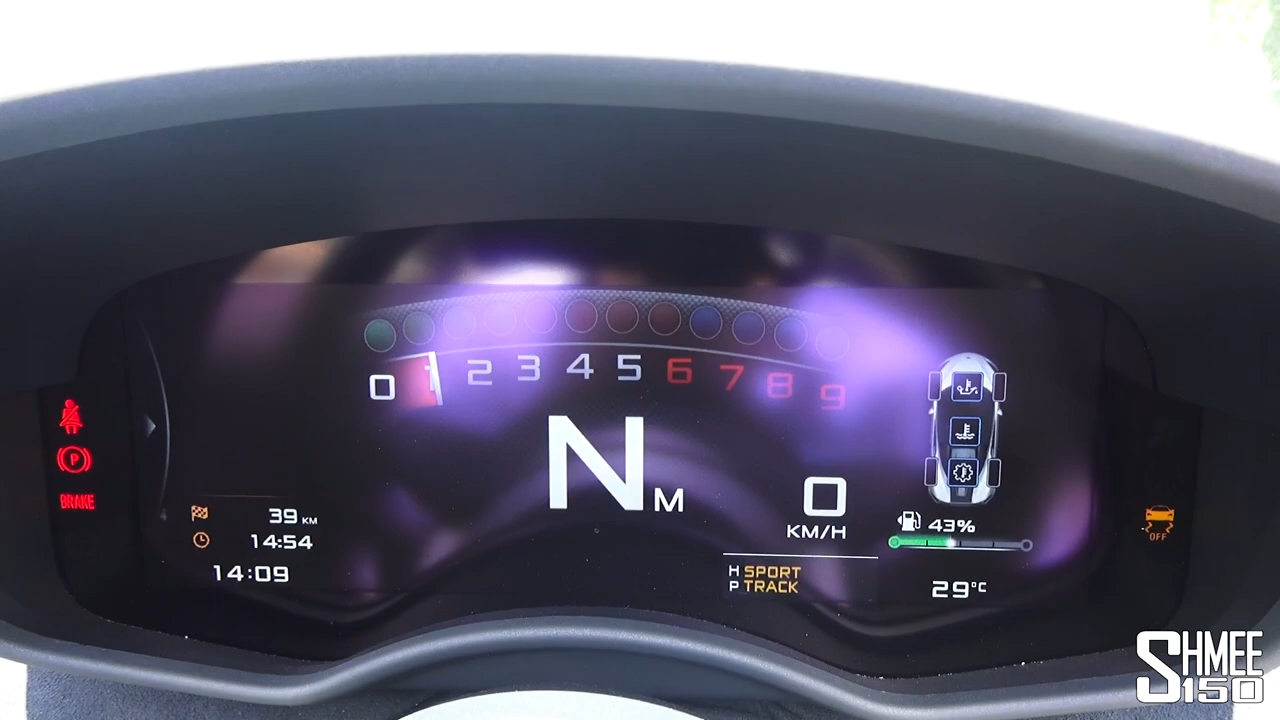 0 1 2 3 4 5 6 7 8 9
N M
0
KM/H
P
BRAKE
39 KM
14:54
14:09
H SPORT
P TRACK
43%
29°C
OFF
SHMEE
150